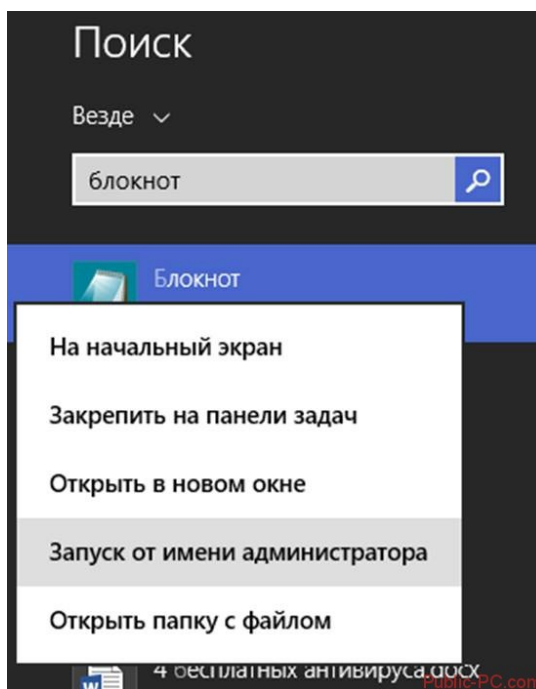 Поиск
Везде
блокнот
Блокнот
На начальный экран
Закрепить на панели задач
Открыть в новом окне
Запуск от имени администратора
Открыть папку с файлом
4 бесплатных антивируса.docx
Public-PC.com